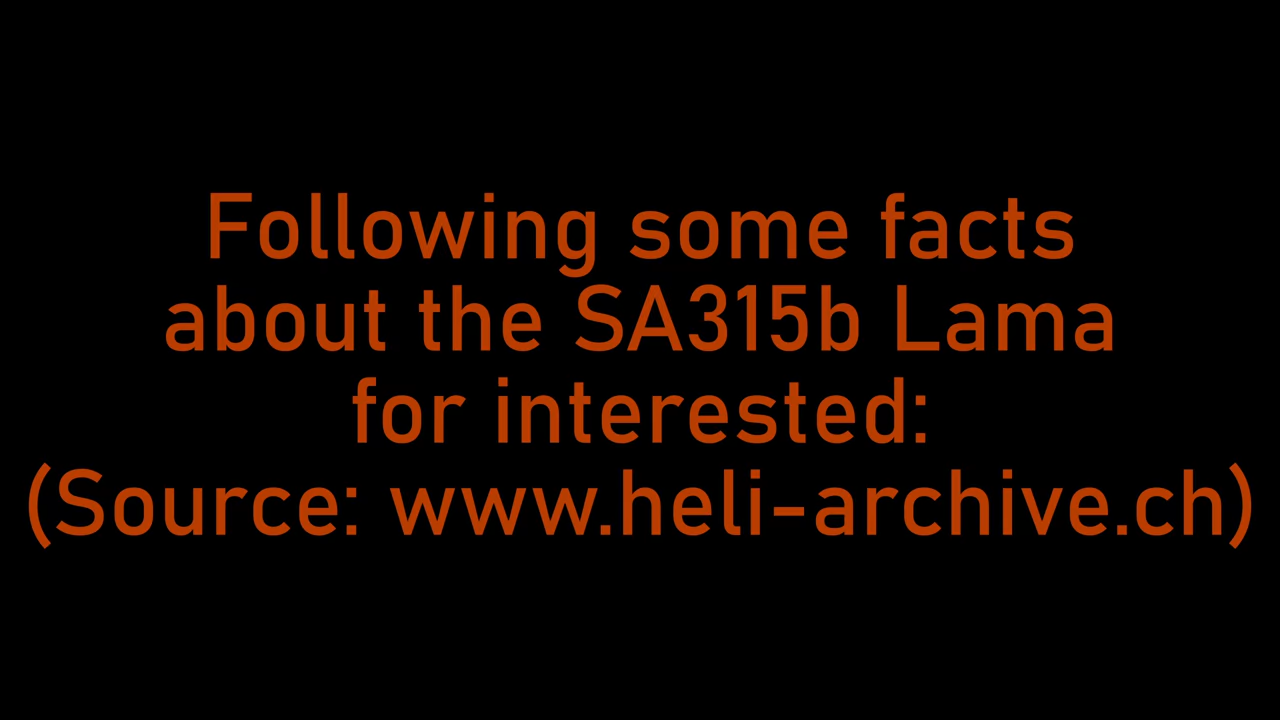 Following some facts
about the SA315b Lama
for interested:
(Source: www.heli-archive.ch)